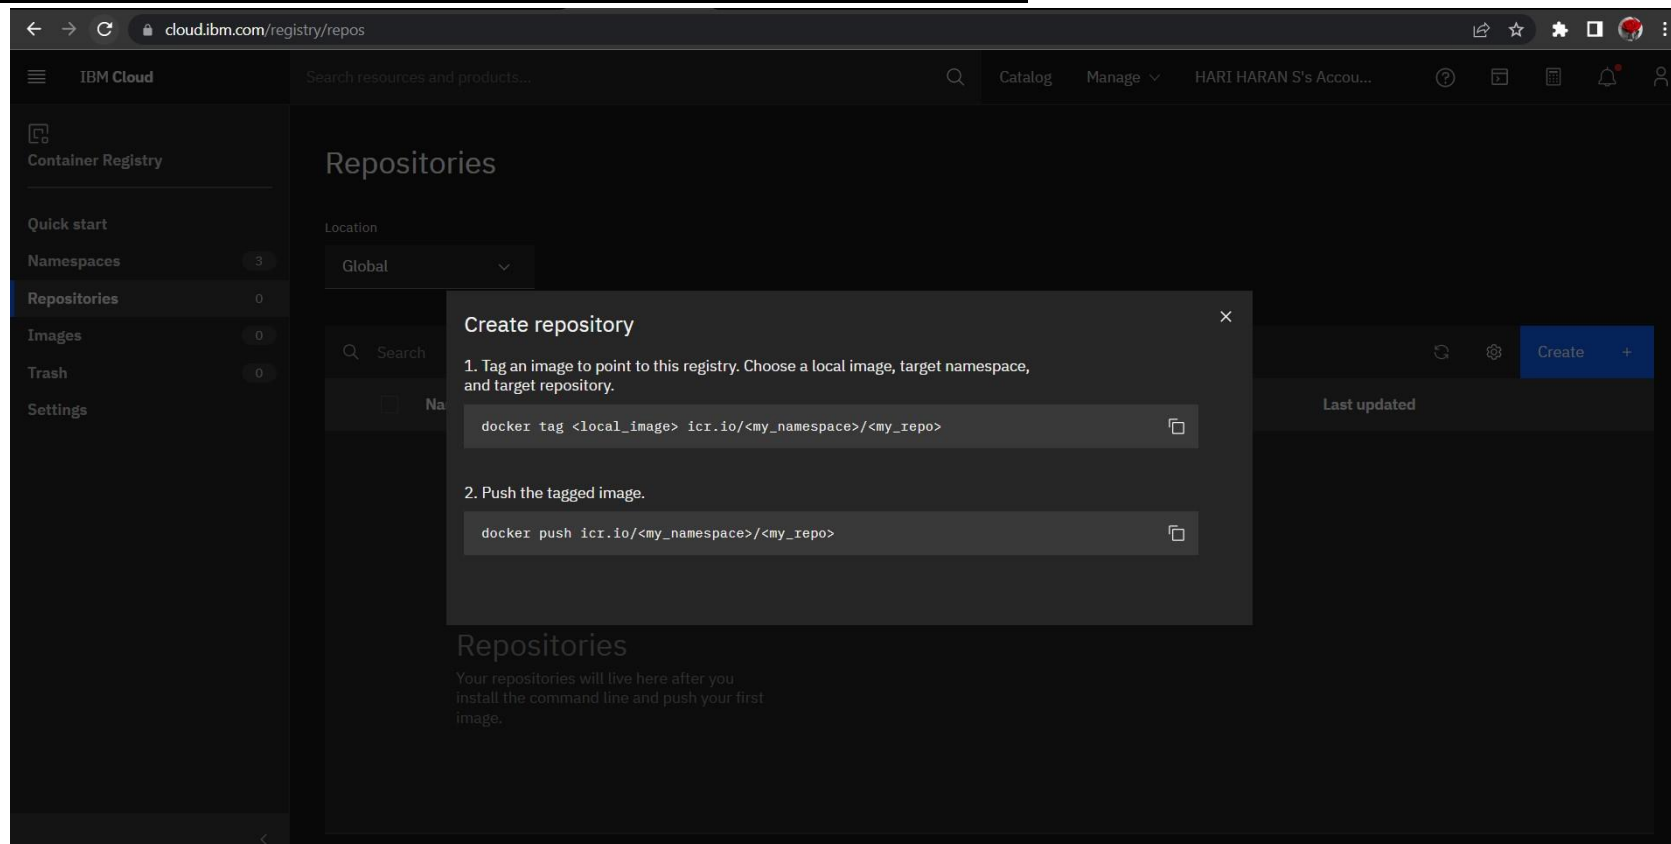 cloud.ibm.com/registry/repos
IBM Cloud
Search resources and products...
Catalog
Manage
HARI HARAN S's Accou...
Container Registry
Quick start
Namespaces 3
Repositories 0
Images 0
Trash 0
Settings
Repositories
Location
Global
Search
Create +
Na
Last updated
Create repository
1. Tag an image to point to this registry. Choose a local image, target namespace,
and target repository.
docker tag <local_image> icr.io/<my_namespace>/<my_repo>
2. Push the tagged image.
docker push icr.io/<my_namespace>/<my_repo>
Repositories
Your repositories will live here after you
install the command line and push your first
image.